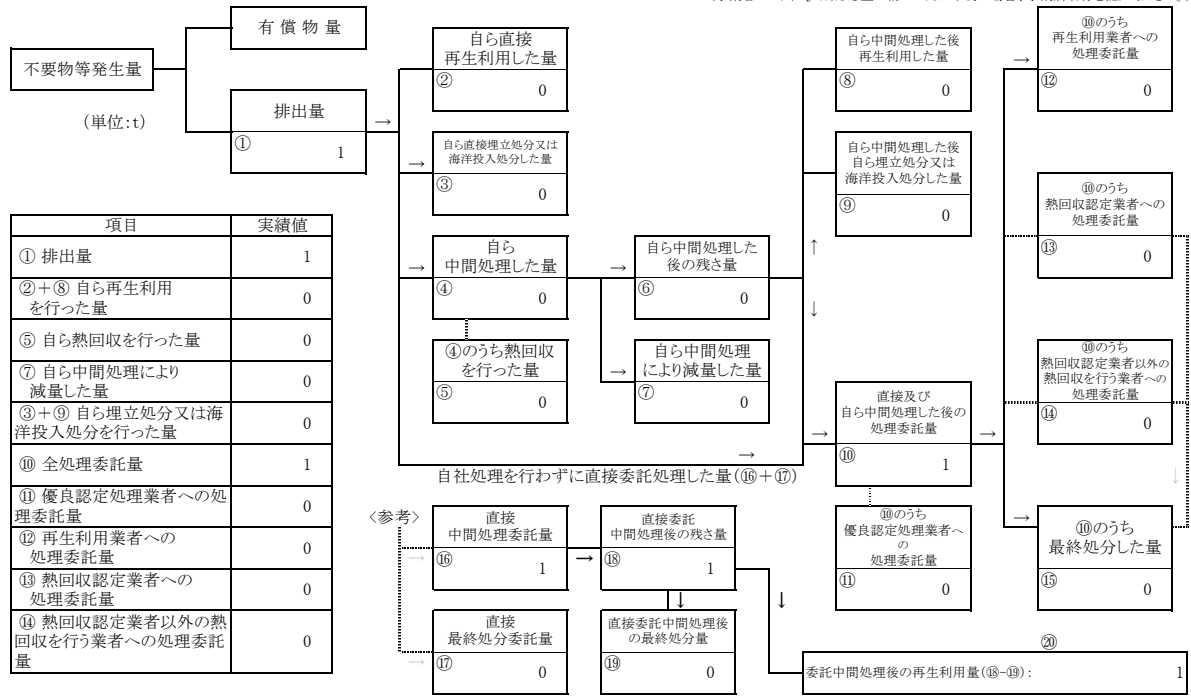 有 償 物 量
不要物等発生量
(単位:t)
排出量
①
1
→
自ら直接
再生利用した量
②
0
→
自ら直接埋立処分又は
海洋投入処分した量
③
0
→
自ら
中間処理した量
④
0
④のうち熱回収
を行った量
⑤
0
→
自ら中間処理した
後の残さ量
⑥
0
→
自ら中間処理
により減量した量
⑦
0
自ら中間処理した後
再生利用した量
⑧
0
自ら中間処理した後
自ら埋立処分又は
海洋投入処分した量
⑨
0
↑
↓
→
自社処理を行わずに直接委託処理した量(⑯+⑰)
→
直接及び
自ら中間処理した後の
処理委託量
⑩
1
→
⑩のうち
優良認定処理業者へ
の
処理委託量
⑪
0
→
⑩のうち
再生利用業者への
処理委託量
⑫
0
⑩のうち
熱回収認定業者への
処理委託量
⑬
0
⑩のうち
熱回収認定業者以外の
熱回収を行う業者への
処理委託量
⑭
0
↓
→
⑩のうち
最終処分した量
⑮
0
項目 実績値
① 排出量 1
②+⑧ 自ら再生利用
を行った量 0
⑤ 自ら熱回収を行った量 0
⑦ 自ら中間処理により
減量した量 0
③+⑨ 自ら埋立処分又は海
洋投入処分を行った量 0
⑩ 全処理委託量 1
⑪ 優良認定処理業者への処
理委託量 0
⑫ 再生利用業者への
処理委託量 0
⑬ 熱回収認定業者への
処理委託量 0
⑭ 熱回収認定業者以外の熱
回収を行う業者への処理委託
量 0
〈参考〉
→
直接
中間処理委託量
⑯
1
→
直接委託
中間処理後の残さ量
⑱
1
→
直接
最終処分委託量
⑰
0
↓
直接委託中間処理後
の最終処分量
⑲
0
↓
⑳
委託中間処理後の再生利用量(⑱-⑲): 1